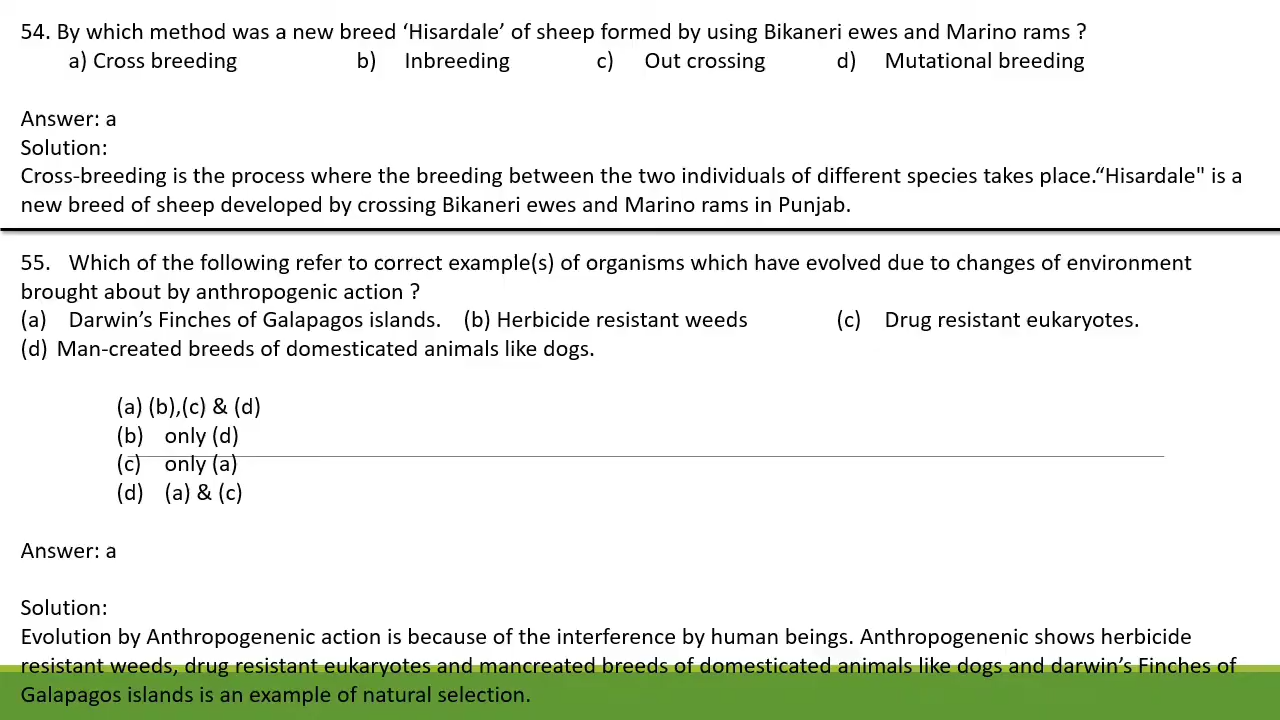 54. By which method was a new breed ‘Hisardale’ of sheep formed by using Bikaneri ewes and Marino rams ?
a) Cross breeding b) Inbreeding c) Out crossing d) Mutational breeding
Answer: a
Solution:
Cross-breeding is the process where the breeding between the two individuals of different species takes place.“Hisardale" is a
new breed of sheep developed by crossing Bikaneri ewes and Marino rams in Punjab.
55. Which of the following refer to correct example(s) of organisms which have evolved due to changes of environment
brought about by anthropogenic action ?
(a) Darwin’s Finches of Galapagos islands. (b) Herbicide resistant weeds (c) Drug resistant eukaryotes.
(d) Man-created breeds of domesticated animals like dogs.
(a) (b),(c) & (d)
(b) only (d)
(c) only (a)
(d) (a) & (c)
Answer: a
Solution:
Evolution by Anthropogenenic action is because of the interference by human beings. Anthropogenenic shows herbicide
resistant weeds, drug resistant eukaryotes and mancreated breeds of domesticated animals like dogs and darwin’s Finches of
Galapagos islands is an example of natural selection.